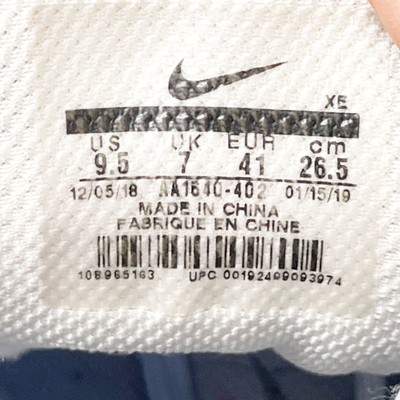 XE
US UK EUR cm
9.5 7 41 26.5
12/05/18 AA1640-402 01/15/19
MADE IN CHINA
FABRIQUE EN CHINE
108965163 UPC 00192499093974